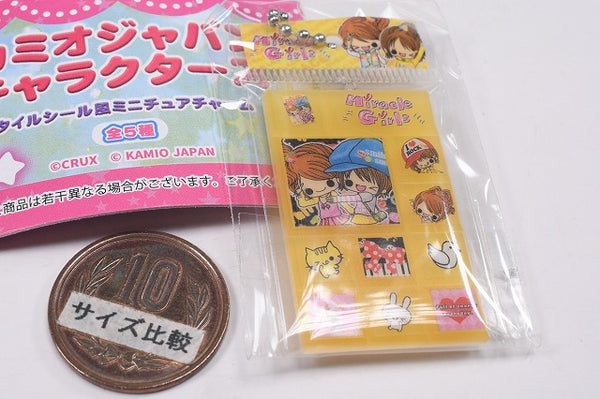 カミオジャパン
キャラクターズ
タイルシール風ミニチュアチャーム
全5種
©CRUX © KAMIO JAPAN
商品は若干異なる場合がございます。ご了承く
Miracle Girls
Miracle
Girls
ROCK
10
サイズ比較